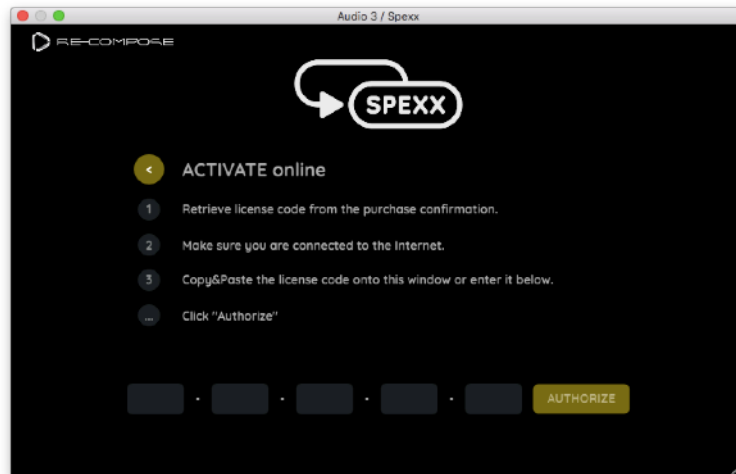 Audio 3 / Spexx
RE-COMPOSE
SPEXX
< ACTIVATE online
1 Retrieve license code from the purchase confirmation.
2 Make sure you are connected to the Internet.
3 Copy&Paste the license code onto this window or enter it below.
... Click "Authorize"
- - - - AUTHORIZE